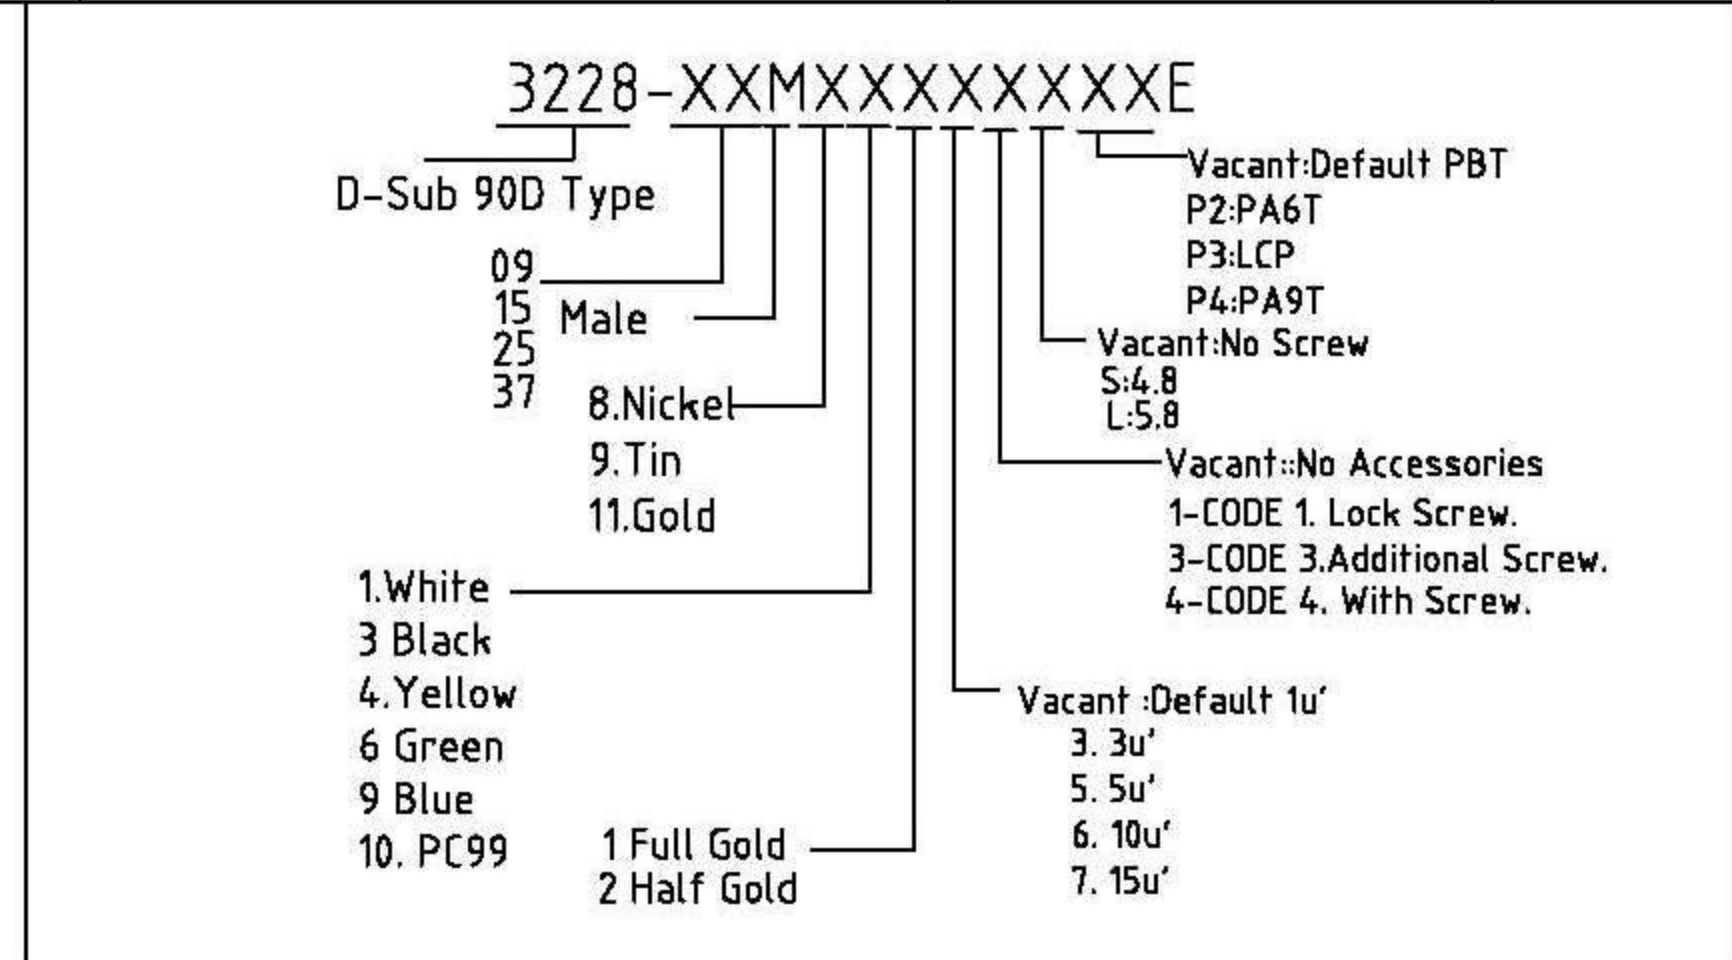 3228-XXMXXXXXXXXE
D-Sub 90D Type
09
15
25
37
Male
8.Nickel
9.Tin
11.Gold
1.White
3 Black
4.Yellow
6 Green
9 Blue
10. PC99
1 Full Gold
2 Half Gold
Vacant :Default 1u'
3. 3u'
5. 5u'
6. 10u'
7. 15u'
Vacant::No Accessories
1-CODE 1. Lock Screw.
3-CODE 3.Additional Screw.
4-CODE 4. With Screw.
Vacant:No Screw
S:4.8
L:5.8
Vacant:Default PBT
P2:PA6T
P3:LCP
P4:PA9T